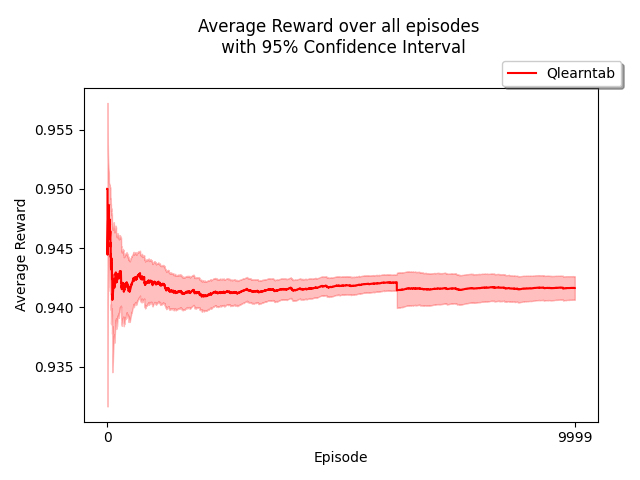 Average Reward over all episodes
with 95% Confidence Interval
Qlearntab
0.955
0.950
0.945
0.940
0.935
Average Reward
0
9999
Episode